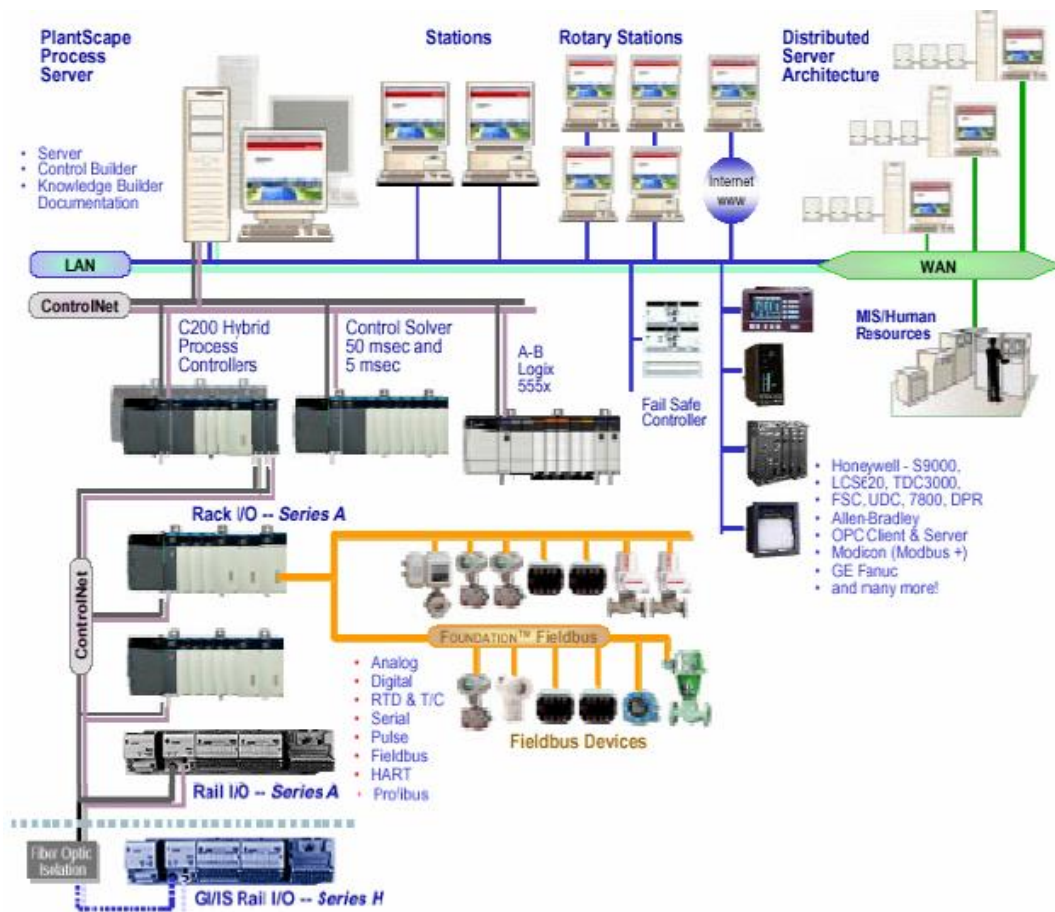 PlantScape
Process
Server
• Server
• Control Builder
• Knowledge Builder
Documentation
Stations
Rotary Stations
Distributed
Server
Architecture
Internet
www
LAN
WAN
ControlNet
C200 Hybrid
Process
Controllers
Control Solver
50 msec and
5 msec
A-B
Logix
555x
Fail Safe
Controller
MIS/Human
Resources
• Honeywell - S9000,
• LCS620, TDC3000,
• FSC, UDC, 7800, DPR
• Allen-Bradley
• OPC Client & Server
• Modicon (Modbus +)
• GE Fanuc
• and many more!
Rack I/O -- Series A
ControlNet
FOUNDATION™ Fieldbus
• Analog
• Digital
• RTD & T/C
• Serial
• Pulse
• Fieldbus
• HART
• Profibus
Fieldbus Devices
Rail I/O -- Series A
Fiber Optic
Isolation
GI/IS Rail I/O -- Series H